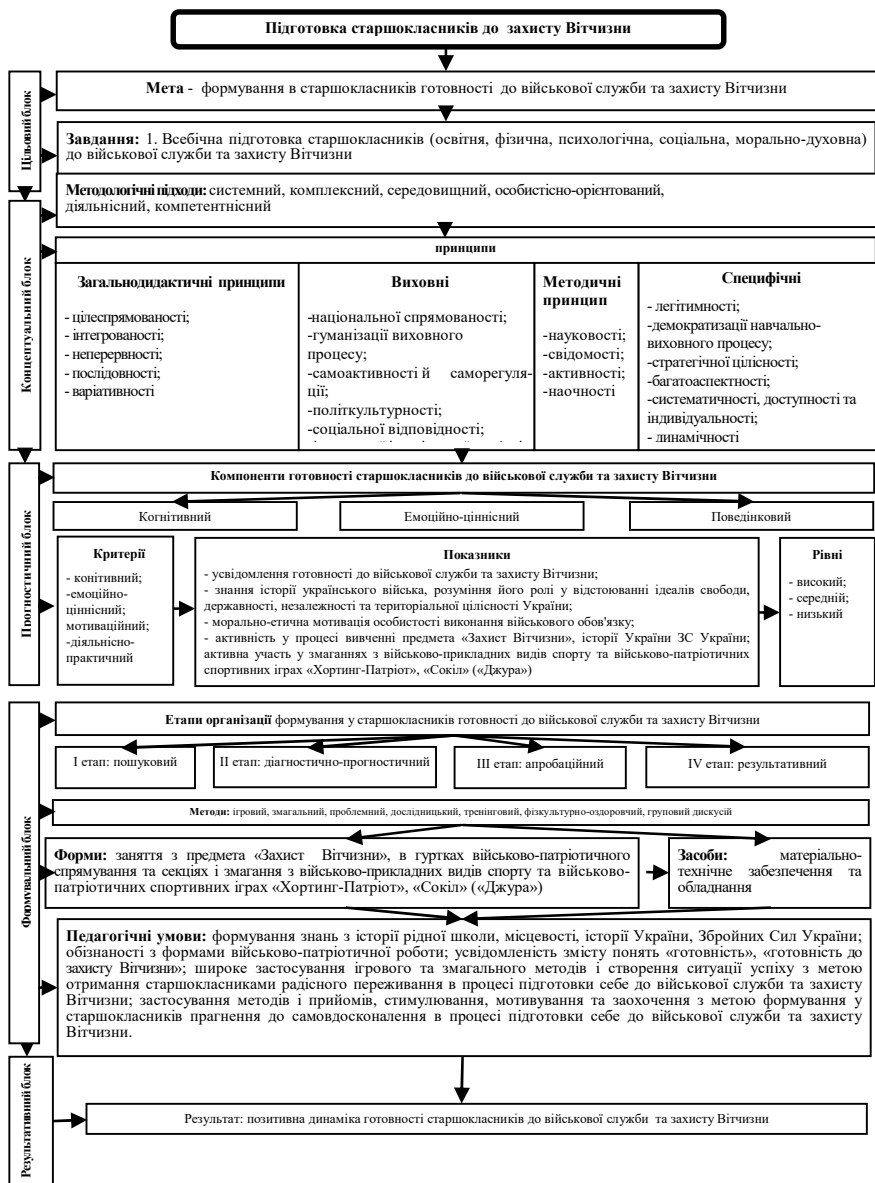 Підготовка старшокласників до захисту Вітчизни
Цільовий блок
Мета - формування в старшокласників готовності до військової служби та захисту Вітчизни
Завдання: 1. Всебічна підготовка старшокласників (освітня, фізична, психологічна, соціальна, морально-духовна)
до військової служби та захисту Вітчизни
Концептуальний блок
Методологічні підходи: системний, комплексний, середовищний, особистісно-орієнтований,
діяльнісний, компетентнісний
принципи
Загальнодидактичні принципи
- цілеспрямованості;
- інтегрованості;
- неперервності;
- послідовності;
- варіативності
Виховні
-національної спрямованості;
-гуманізації виховного
процесу;
-самоактивності й саморегуля-
ції;
-політкультурності;
-соціальної відповідності;
Методичні
принцип
-науковості;
-свідомості;
-активності;
-наочності
Специфічні
- легітимності;
-демократизації навчально-
виховного процесу;
-стратегічної цілісності;
-багатоаспектності;
-систематичності, доступності та
індивідуальності;
- динамічності
Прогностичний блок
Компоненти готовності старшокласників до військової служби та захисту Вітчизни
Когнітивний
Емоційно-ціннісний
Поведінковий
Критерії
- конітивний;
-емоційно-
ціннісний;
мотиваційний;
-діяльнісно-
практичний
Показники
- усвідомлення готовності до військової служби та захисту Вітчизни;
- знання історії українського війська, розуміння його ролі у відстоюванні ідеалів свободи,
державності, незалежності та територіальної цілісності України;
- морально-етична мотивація особистості виконання військового обов'язку;
- активність у процесі вивченні предмета «Захист Вітчизни», історії України ЗС України;
активна участь у змаганнях з військово-прикладних видів спорту та військово-патріотичних
спортивних іграх «Хортинг-Патріот», «Сокіл» («Джура»)
Рівні
- високий;
- середній;
- низький
Формувальний блок
Етапи організації формування у старшокласників готовності до військової служби та захисту Вітчизни
І етап: пошуковий
ІІ етап: діагностично-прогностичний
ІІІ етап: апробаційний
IV етап: результативний
Методи: ігровий, змагальний, проблемний, дослідницький, тренінговий, фізкультурно-оздоровчий, груповий дискусій
Форми: заняття з предмета «Захист Вітчизни», в гуртках військово-патріотичного
спрямування та секціях і змагання з військово-прикладних видів спорту та військово-
патріотичних спортивних іграх «Хортинг-Патріот», «Сокіл» («Джура»)
Засоби: матеріально-
технічне забезпечення та
обладнання
Педагогічні умови: формування знань з історії рідної школи, місцевості, історії України, Збройних Сил України;
обізнаності з формами військово-патріотичної роботи; усвідомленість змісту понять «готовність», «готовність до
захисту Вітчизни»; широке застосування ігрового та змагального методів і створення ситуації успіху з метою
отримання старшокласниками радісного переживання в процесі підготовки себе до військової служби та захисту
Вітчизни; застосування методів і прийомів, стимулювання, мотивування та заохочення з метою формування у
старшокласників прагнення до самовдосконалення в процесі підготовки себе до військової служби та захисту
Вітчизни.
Результативний блок
Результат: позитивна динаміка готовності старшокласників до військової служби та захисту Вітчизни